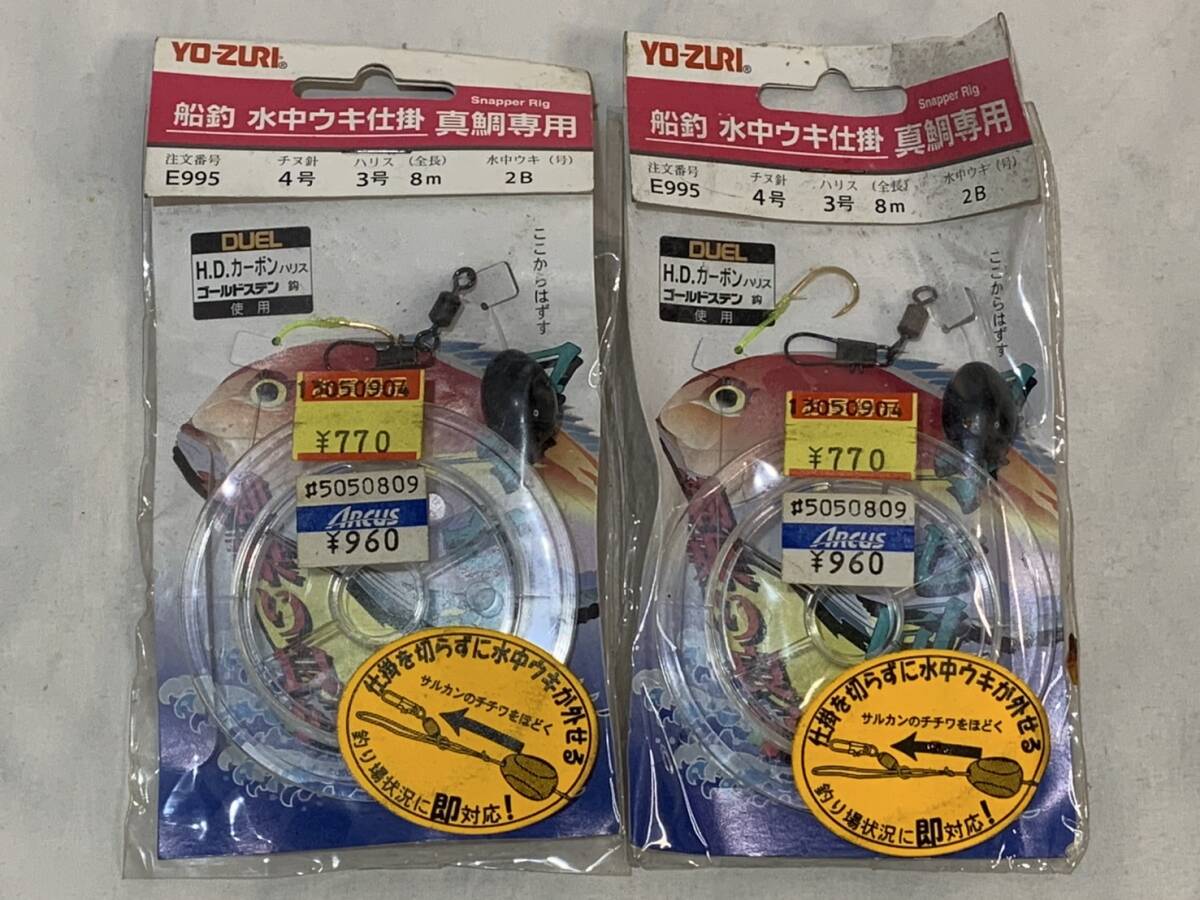 YO-ZURI®
Snapper Rig
船釣 水中ウキ仕掛 真鯛専用
注文番号 チヌ針 ハリス (全長) 水中ウキ (号)
E995 4号 3号 8m 2B
DUEL
H.D.カーボンハリス
ゴールドステン 鈎
使用
ここからはずす
13050904
¥770
♯5050809
ARCUS
¥960
仕掛を切らずに水中ウキが外せる
サルカンのチチワをほどく
釣り場状況に即対応!
YO-ZURI®
Snapper Rig
船釣 水中ウキ仕掛 真鯛専用
注文番号 チヌ針 ハリス (全長) 水中ウキ (号)
E995 4号 3号 8m 2B
DUEL
H.D.カーボンハリス
ゴールドステン 鈎
使用
ここからはずす
13050904
¥770
♯5050809
ARCUS
¥960
仕掛を切らずに水中ウキが外せる
サルカンのチチワをほどく
釣り場状況に即対応!